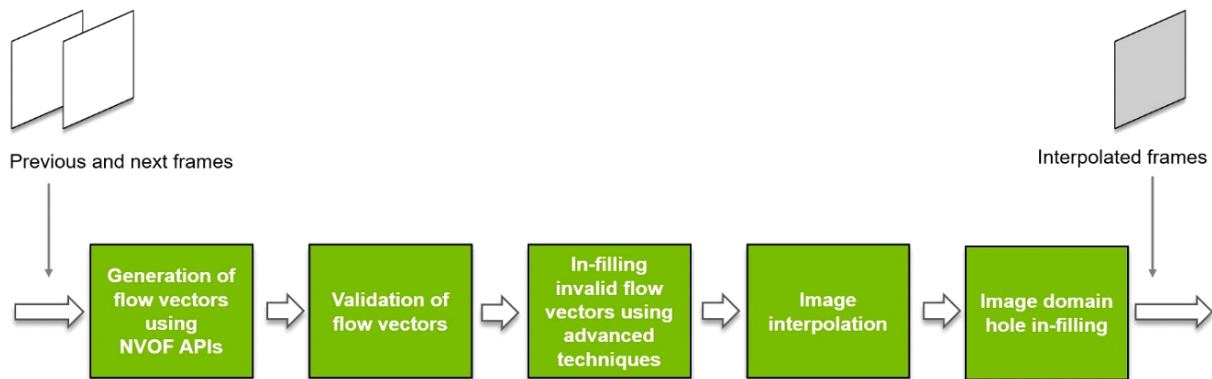 Previous and next frames
Interpolated frames
Generation of
flow vectors
using
NVOF APIs
Validation of
flow vectors
In-filling
invalid flow
vectors using
advanced
techniques
Image
interpolation
Image domain
hole in-filling